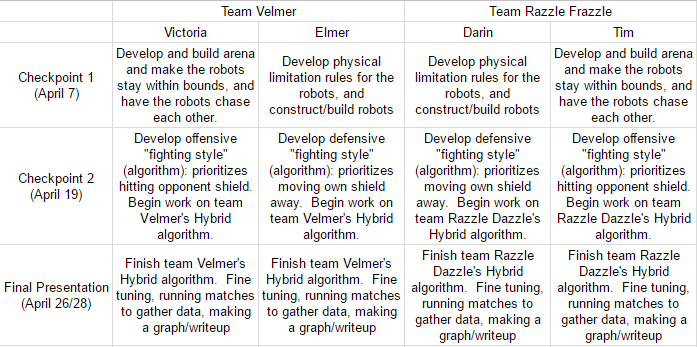 Team Velmer
Team Razzle Frazzle
Victoria
Elmer
Darin
Tim
Checkpoint 1
(April 7)
Develop and build arena
and make the robots
stay within bounds, and
have the robots chase
each other.
Develop physical
limitation rules for the
robots, and
construct/build robots
Develop physical
limitation rules for the
robots, and
construct/build robots
Develop and build arena
and make the robots
stay within bounds, and
have the robots chase
each other.
Checkpoint 2
(April 19)
Develop offensive
"fighting style"
(algorithm): prioritizes
hitting opponent shield.
Begin work on team
Velmer's Hybrid
algorithm.
Develop defensive
"fighting style"
(algorithm): prioritizes
moving own shield
away.  Begin work on
team Velmer's Hybrid
algorithm.
Develop defensive
"fighting style"
(algorithm): prioritizes
moving own shield
away.  Begin work on
team Razzle Dazzle's
Hybrid algorithm.
Develop offensive
"fighting style"
(algorithm): prioritizes
hitting opponent shield.
Begin work on team
Razzle Dazzle's Hybrid
algorithm.
Final Presentation
(April 26/28)
Finish team Velmer's
Hybrid algorithm.  Fine
tuning, running matches
to gather data, making
a graph/writeup
Finish team Velmer's
Hybrid algorithm.  Fine
tuning, running matches
to gather data, making
a graph/writeup
Finish team Razzle
Dazzle's Hybrid
algorithm.  Fine tuning,
running matches to
gather data, making a
graph/writeup
Finish team Razzle
Dazzle's Hybrid
algorithm.  Fine tuning,
running matches to
gather data, making a
graph/writeup